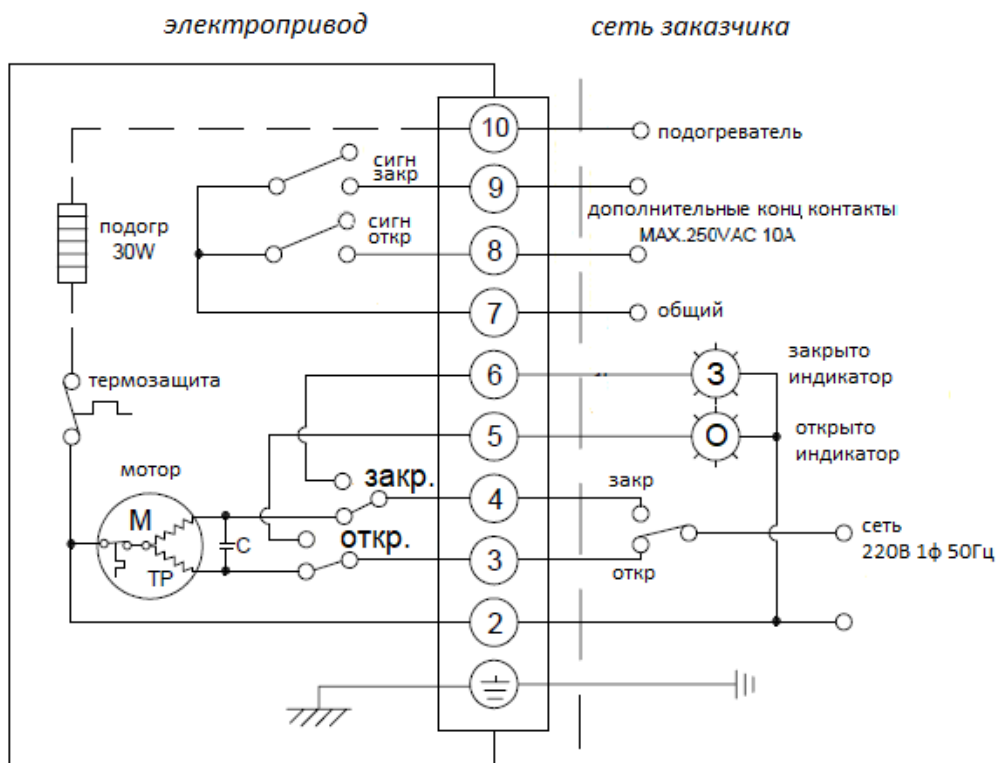 электропривод
сеть заказчика
10
подогреватель
сигн
закр
9
дополнительные конц контакты
MAX.250VAC 10A
подогр
30W
сигн
откр
8
7
общий
термозащита
6
З
закрыто
индикатор
5
О
открыто
индикатор
мотор
закр.
4
закр
M
C
откр.
3
сеть
220В 1ф 50Гц
TP
откр
2